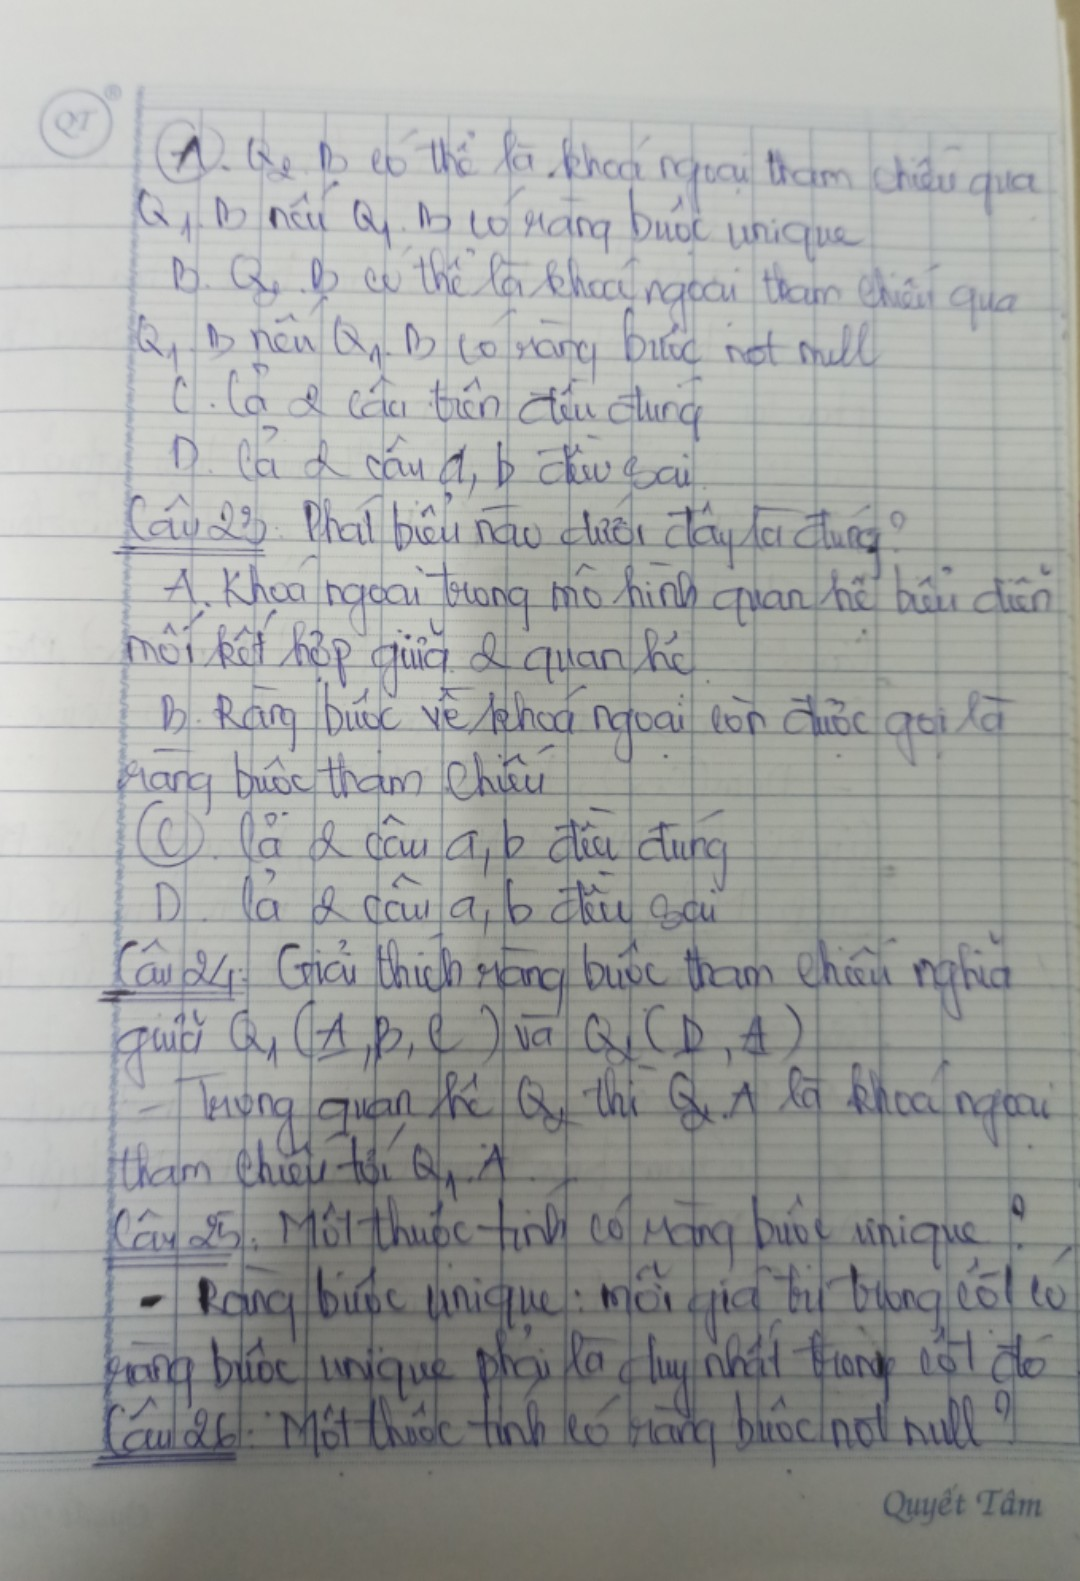 QT
A. Q2. B có thể là khoá ngoại tham chiếu qua
Q1. B nếu Q1. B có ràng buộc unique
B. Q2. B có thể là khoá ngoại tham chiếu qua
Q1. B nếu Q1. B có ràng buộc not null
C. Cả 2 câu trên đều đúng
D. Cả 2 câu a, b đều sai
Câu 23. Phát biểu nào dưới đây là đúng?
A. Khoá ngoại trong mô hình quan hệ biểu diễn
mối kết hợp giữa 2 quan hệ
B. Ràng buộc về khoá ngoại còn được gọi là
ràng buộc tham chiếu
C. Cả 2 câu a, b đều đúng
D. Cả 2 câu a, b đều sai
Câu 24: Giải thích ràng buộc tham chiếu nghĩa
giưới Q1 (A, B, C) và Q2 (D, A)
- Trong quan hệ Q2 thì Q2. A là khoá ngoại
tham chiếu tới Q1. A
Câu 25: Một thuộc tính có ràng buộc unique?
- Ràng buộc unique: mỗi giá trị trong cột có
ràng buộc unique phải là duy nhất trong cột đó
Câu 26: Một thuộc tính có ràng buộc not null?
Quyết Tâm